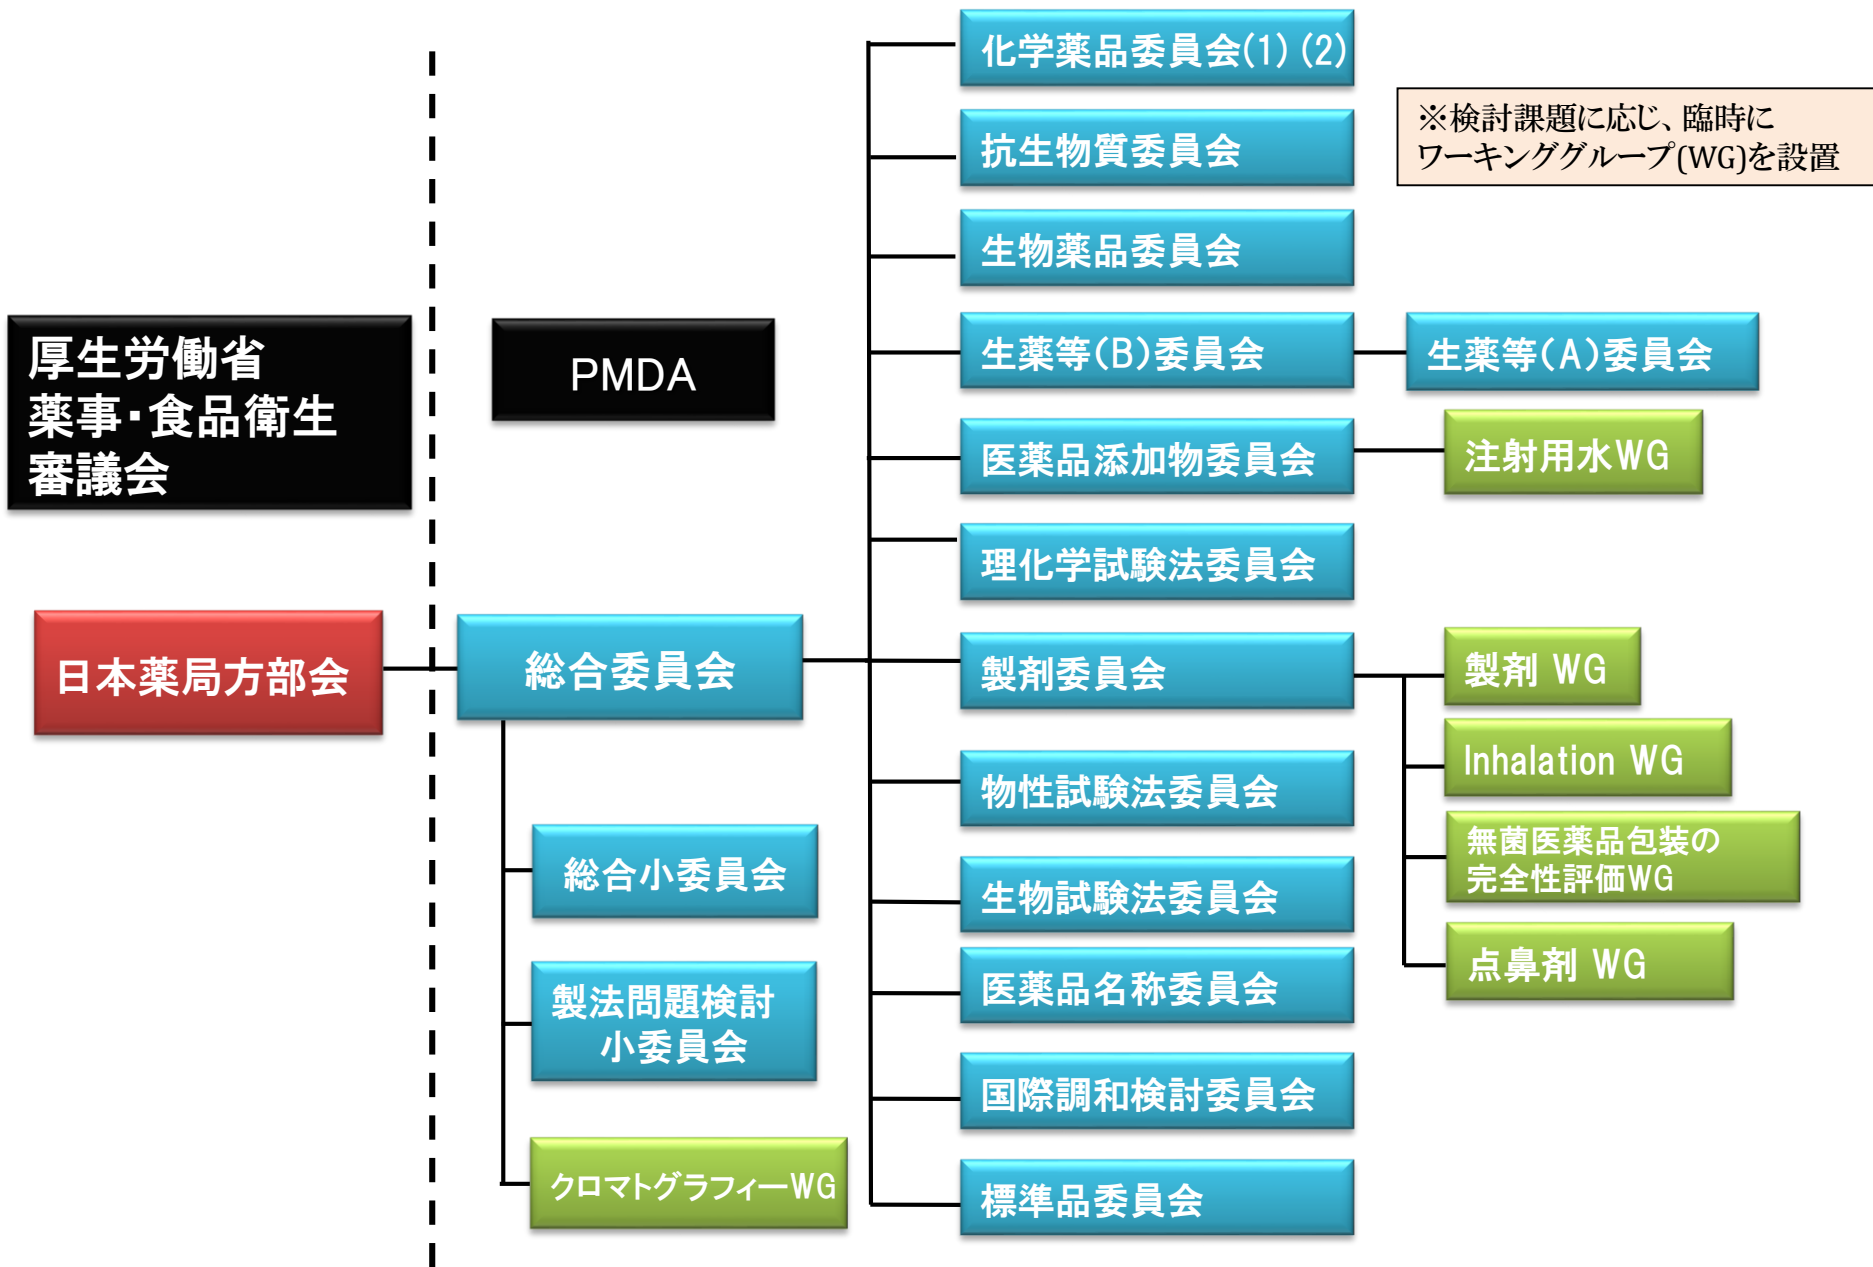 厚生労働省
薬事・食品衛生
審議会
日本薬局方部会
PMDA
総合委員会
総合小委員会
製法問題検討
小委員会
クロマトグラフィーWG
化学薬品委員会(1) (2)
抗生物質委員会
生物薬品委員会
生薬等(B)委員会
生薬等(A)委員会
医薬品添加物委員会
注射用水WG
理化学試験法委員会
製剤委員会
製剤 WG
Inhalation WG
無菌医薬品包装の
完全性評価WG
点鼻剤 WG
物性試験法委員会
生物試験法委員会
医薬品名称委員会
国際調和検討委員会
標準品委員会
※検討課題に応じ、臨時に
ワーキンググループ(WG)を設置